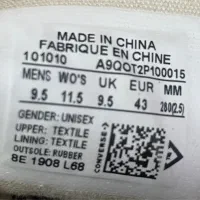 MADE IN CHINA
FABRIQUE EN CHINE
101010 A9QOT2P100015
MENS WO'S UK EUR MM
9.5 11.5 9.5 43 280(2.5)
GENDER: UNISEX
UPPER: TEXTILE
LINING: TEXTILE
OUTSOLE: RUBBER
8E 1908 L68
CONVERSE